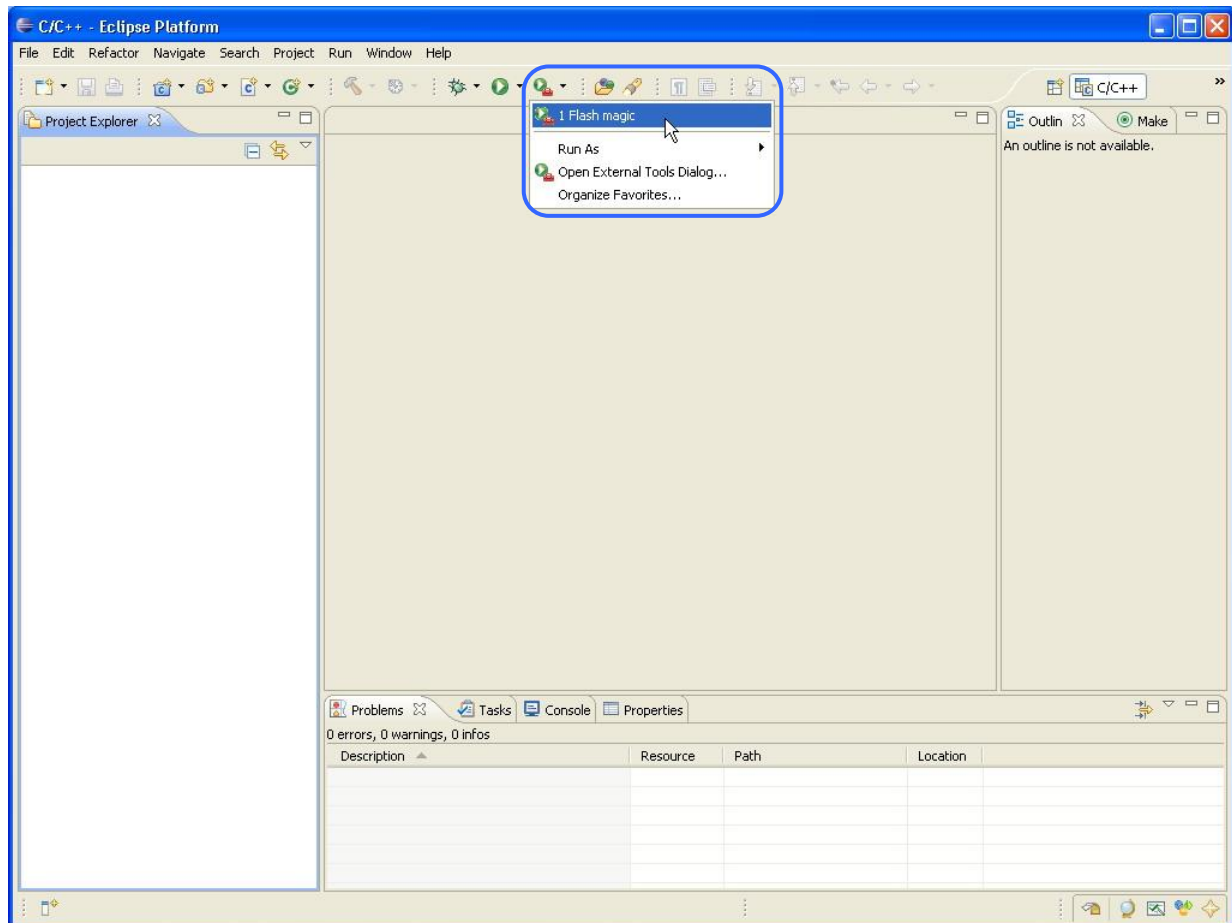 C/C++ - Eclipse Platform
File Edit Refactor Navigate Search Project Run Window Help
C/C++
Project Explorer
Outlin
Make
1 Flash magic
Run As
Open External Tools Dialog...
Organize Favorites...
An outline is not available.
Problems Tasks Console Properties
0 errors, 0 warnings, 0 infos
Description Resource Path Location